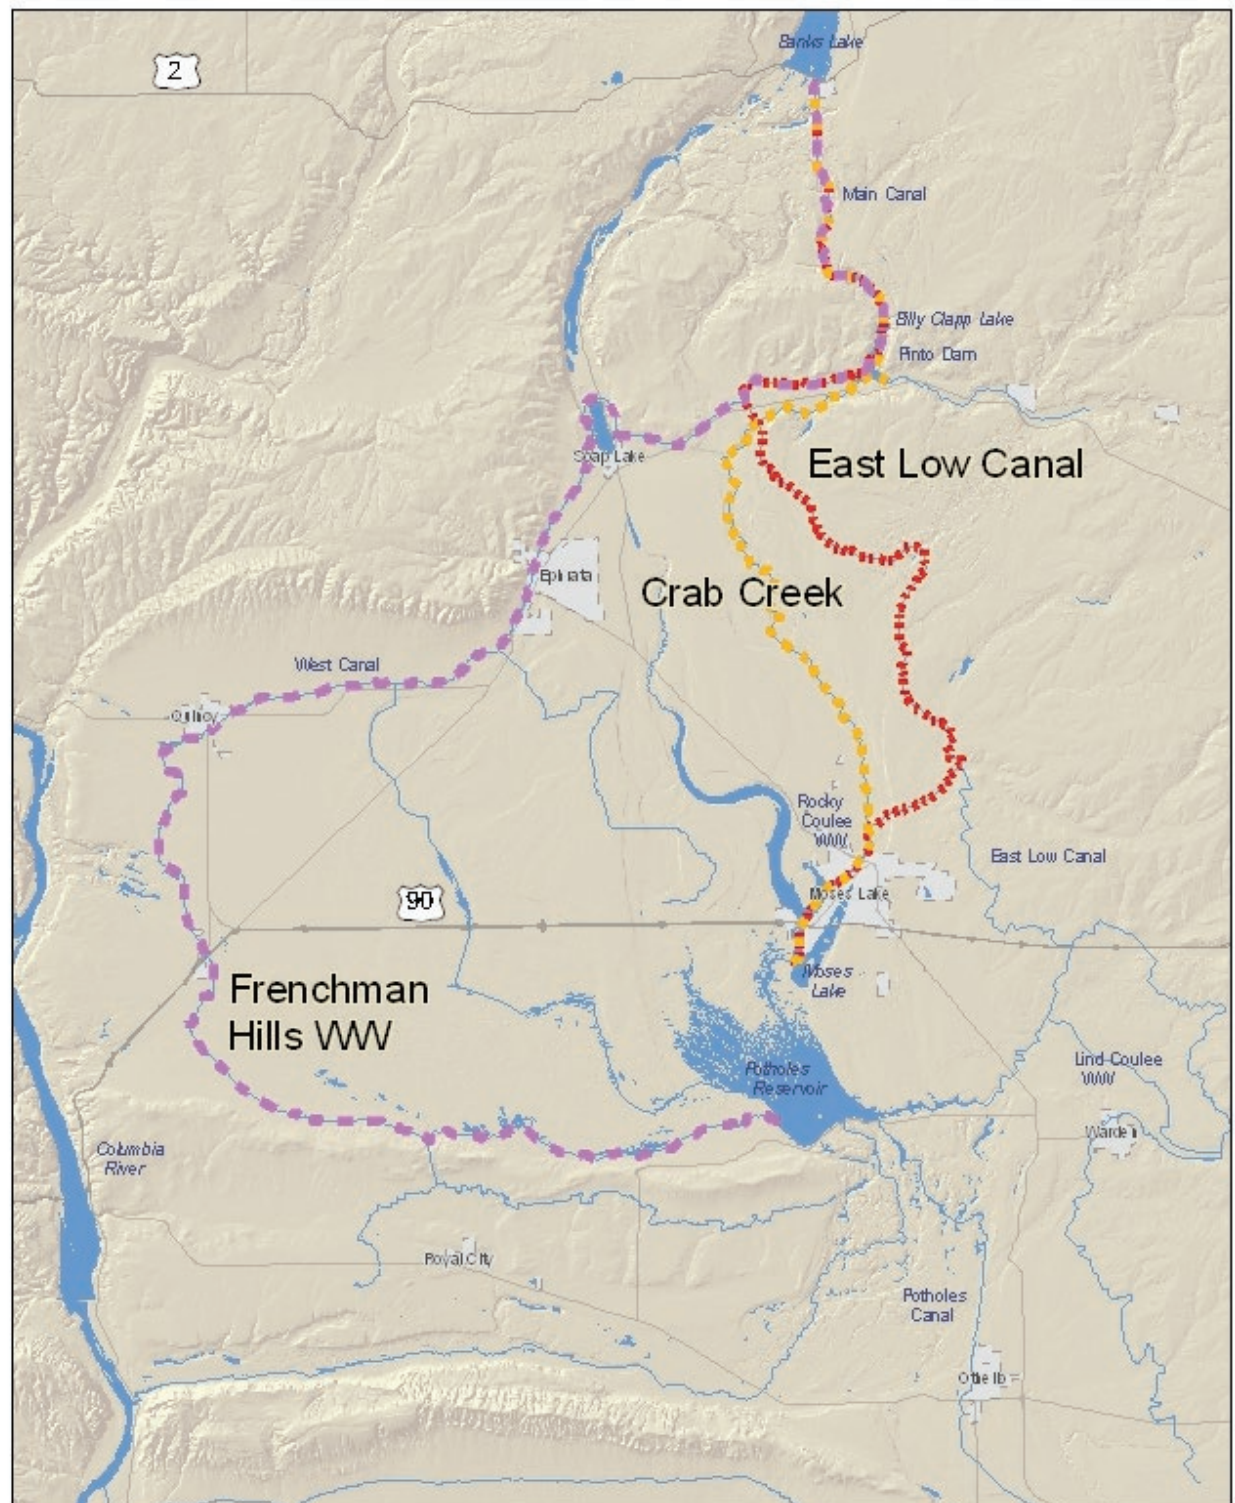 Banks Lake
2
Main Canal
Billy Clapp Lake
Pinto Dam
East Low Canal
Soap Lake
Ephrata
Crab Creek
West Canal
Quincy
Rocky
Coulee
WW
East Low Canal
Moses Lake
90
Moses
Lake
Frenchman
Hills WW
Potholes
Reservoir
Lind Coulee
WW
Warden
Columbia
River
Royal City
Potholes
Canal
Othello